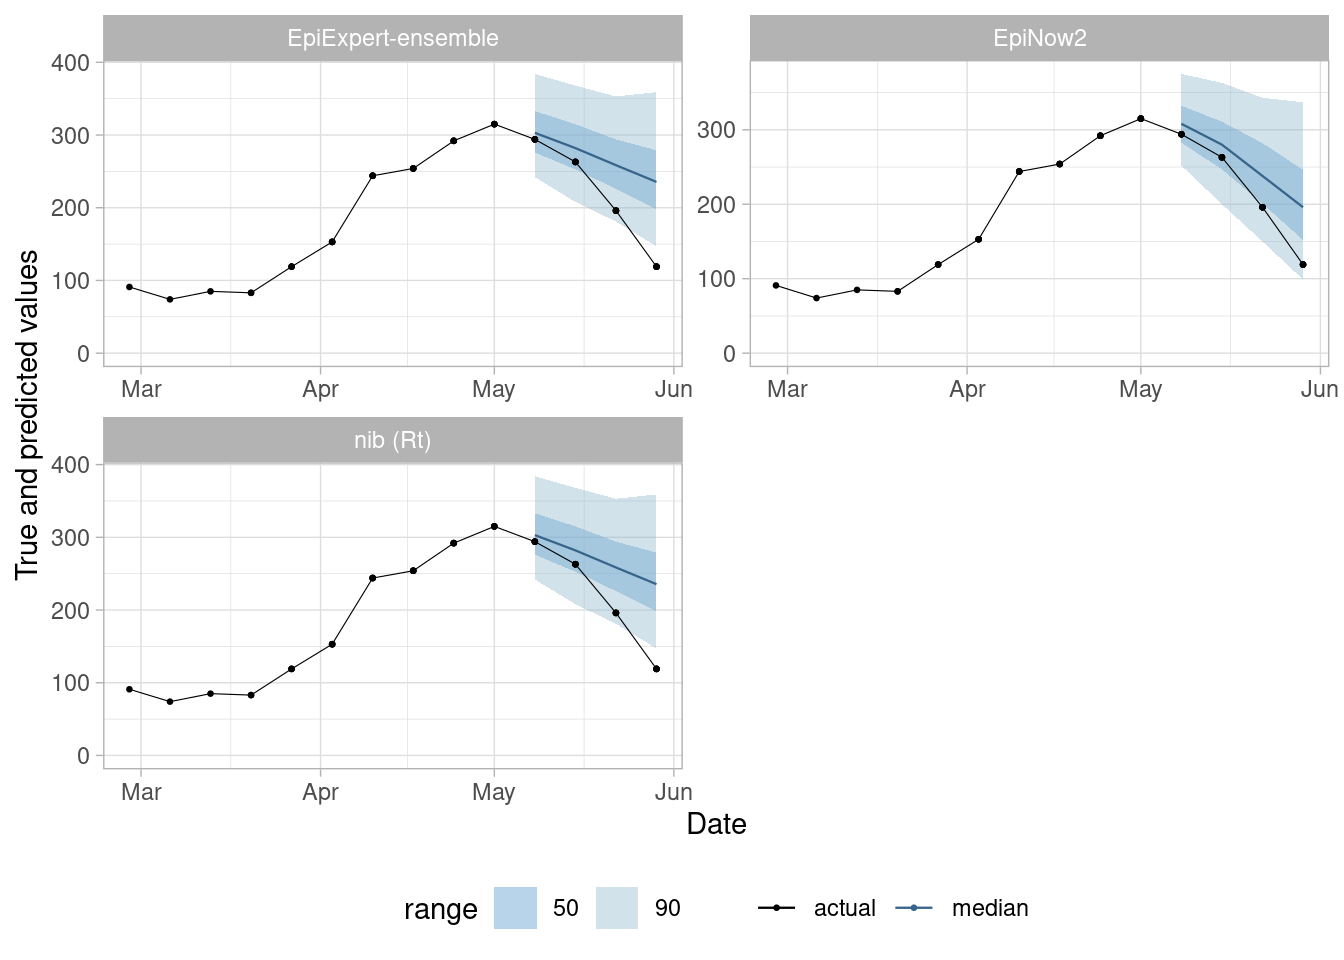 EpiExpert-ensemble
EpiNow2
400
300
200
100
0
300
200
100
0
Mar Apr May Jun
Mar Apr May Jun
True and predicted values
nib (Rt)
400
300
200
100
0
Mar Apr May Jun
Date
range 50 90 actual median